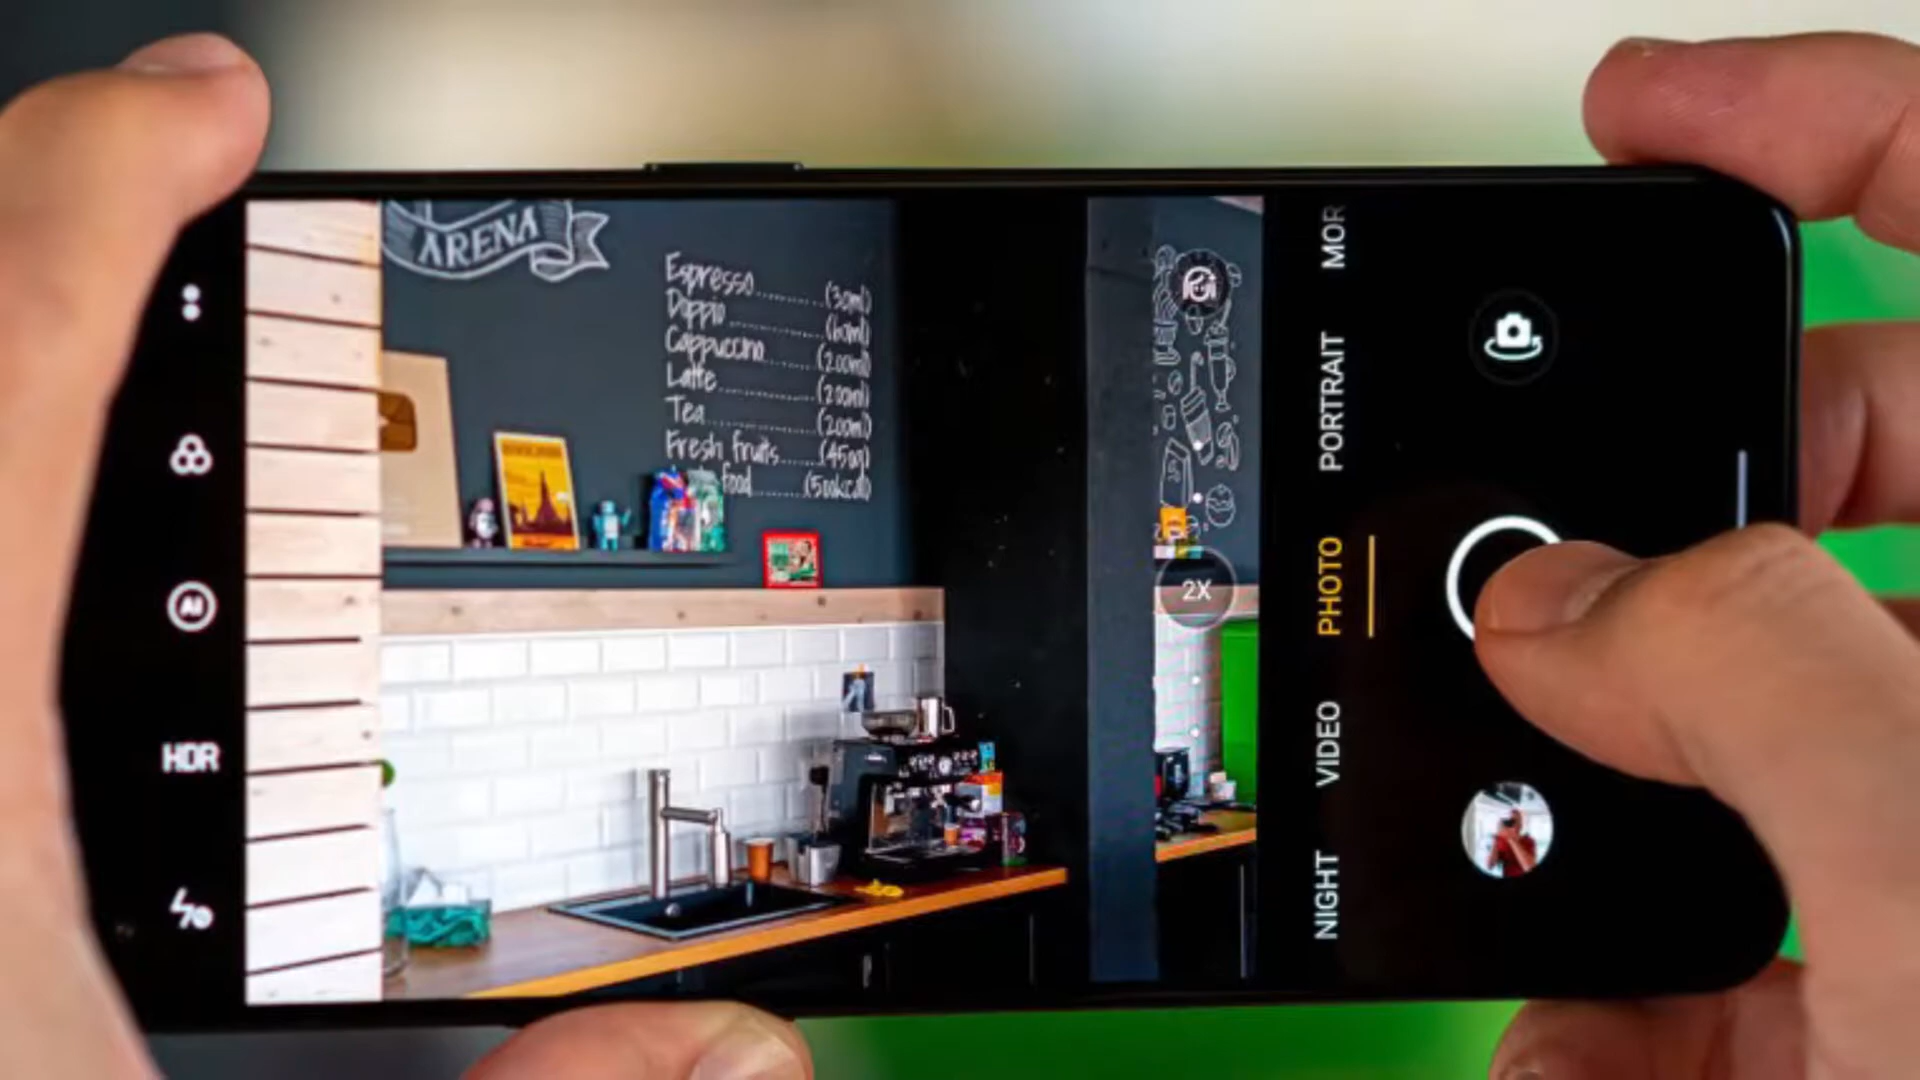 ARENA
Espresso..........(30ml)
Doppio..........(60ml)
Cappuccino.......(200ml)
Latte............(200ml)
Tea..............(200ml)
Fresh fruits.....(450g)
food..........(500kcal)
2X
MOR
PORTRAIT
PHOTO
VIDEO
NIGHT
AI
HDR